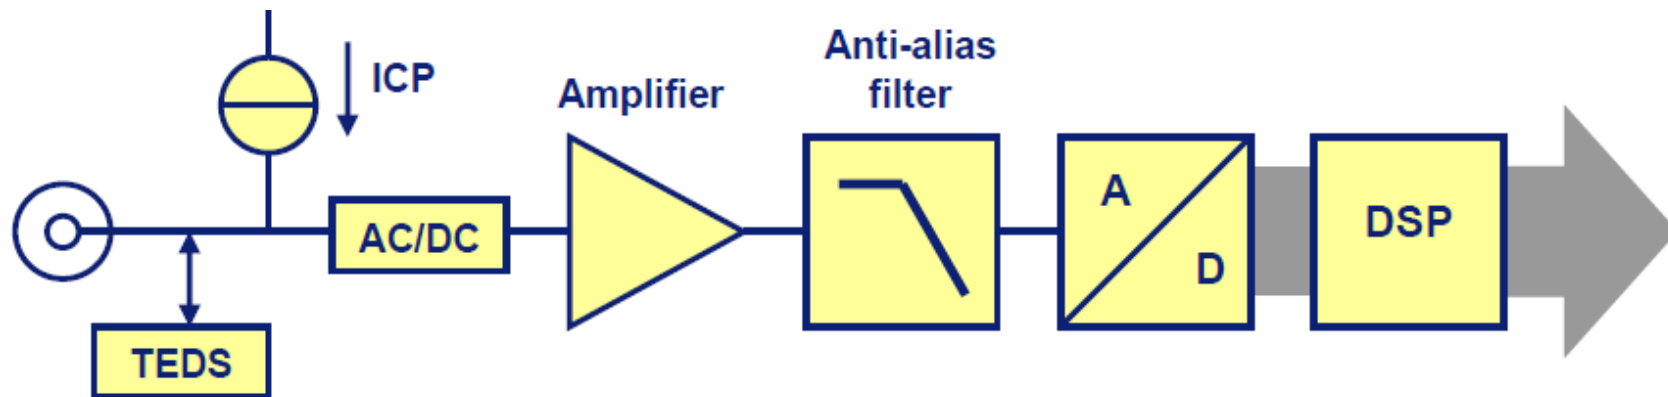 ICP
Amplifier
Anti-alias
filter
AC/DC
TEDS
A
D
DSP